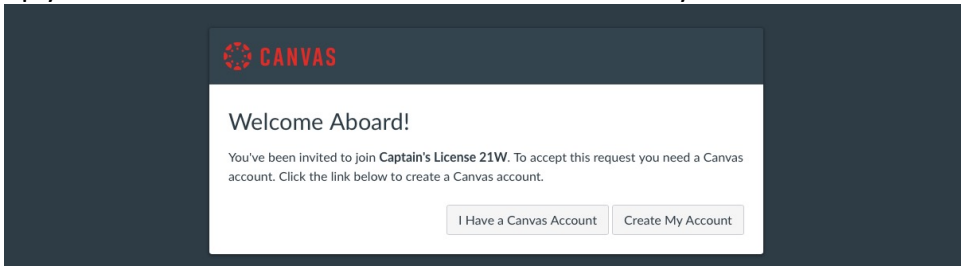 CANVAS
Welcome Aboard!
You've been invited to join Captain's License 21W. To accept this request you need a Canvas
account. Click the link below to create a Canvas account.
I Have a Canvas Account Create My Account